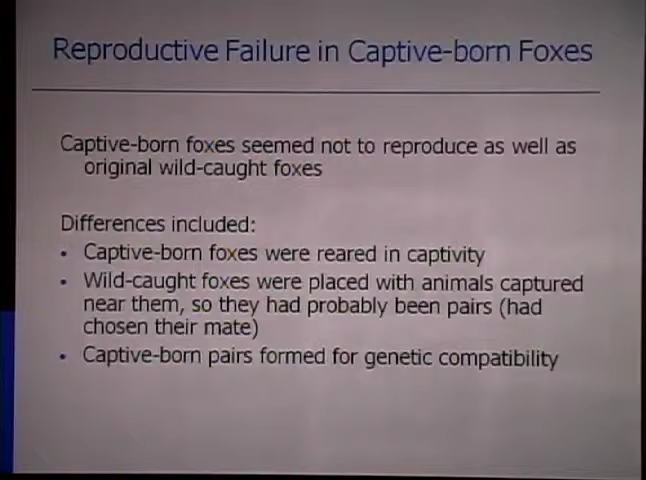 Reproductive Failure in Captive-born Foxes
Captive-born foxes seemed not to reproduce as well as
original wild-caught foxes
Differences included:
• Captive-born foxes were reared in captivity
• Wild-caught foxes were placed with animals captured
near them, so they had probably been pairs (had
chosen their mate)
• Captive-born pairs formed for genetic compatibility